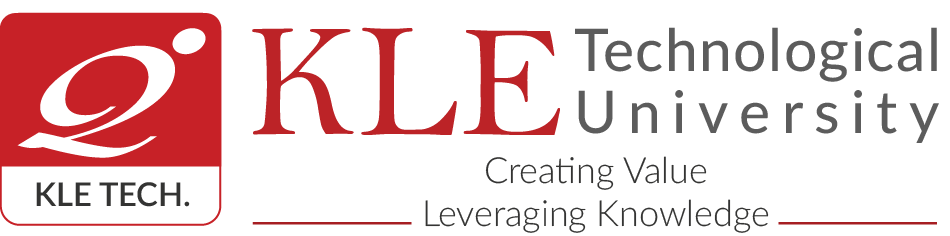 KLE TECH.
KLE Technological
University
Creating Value
Leveraging Knowledge